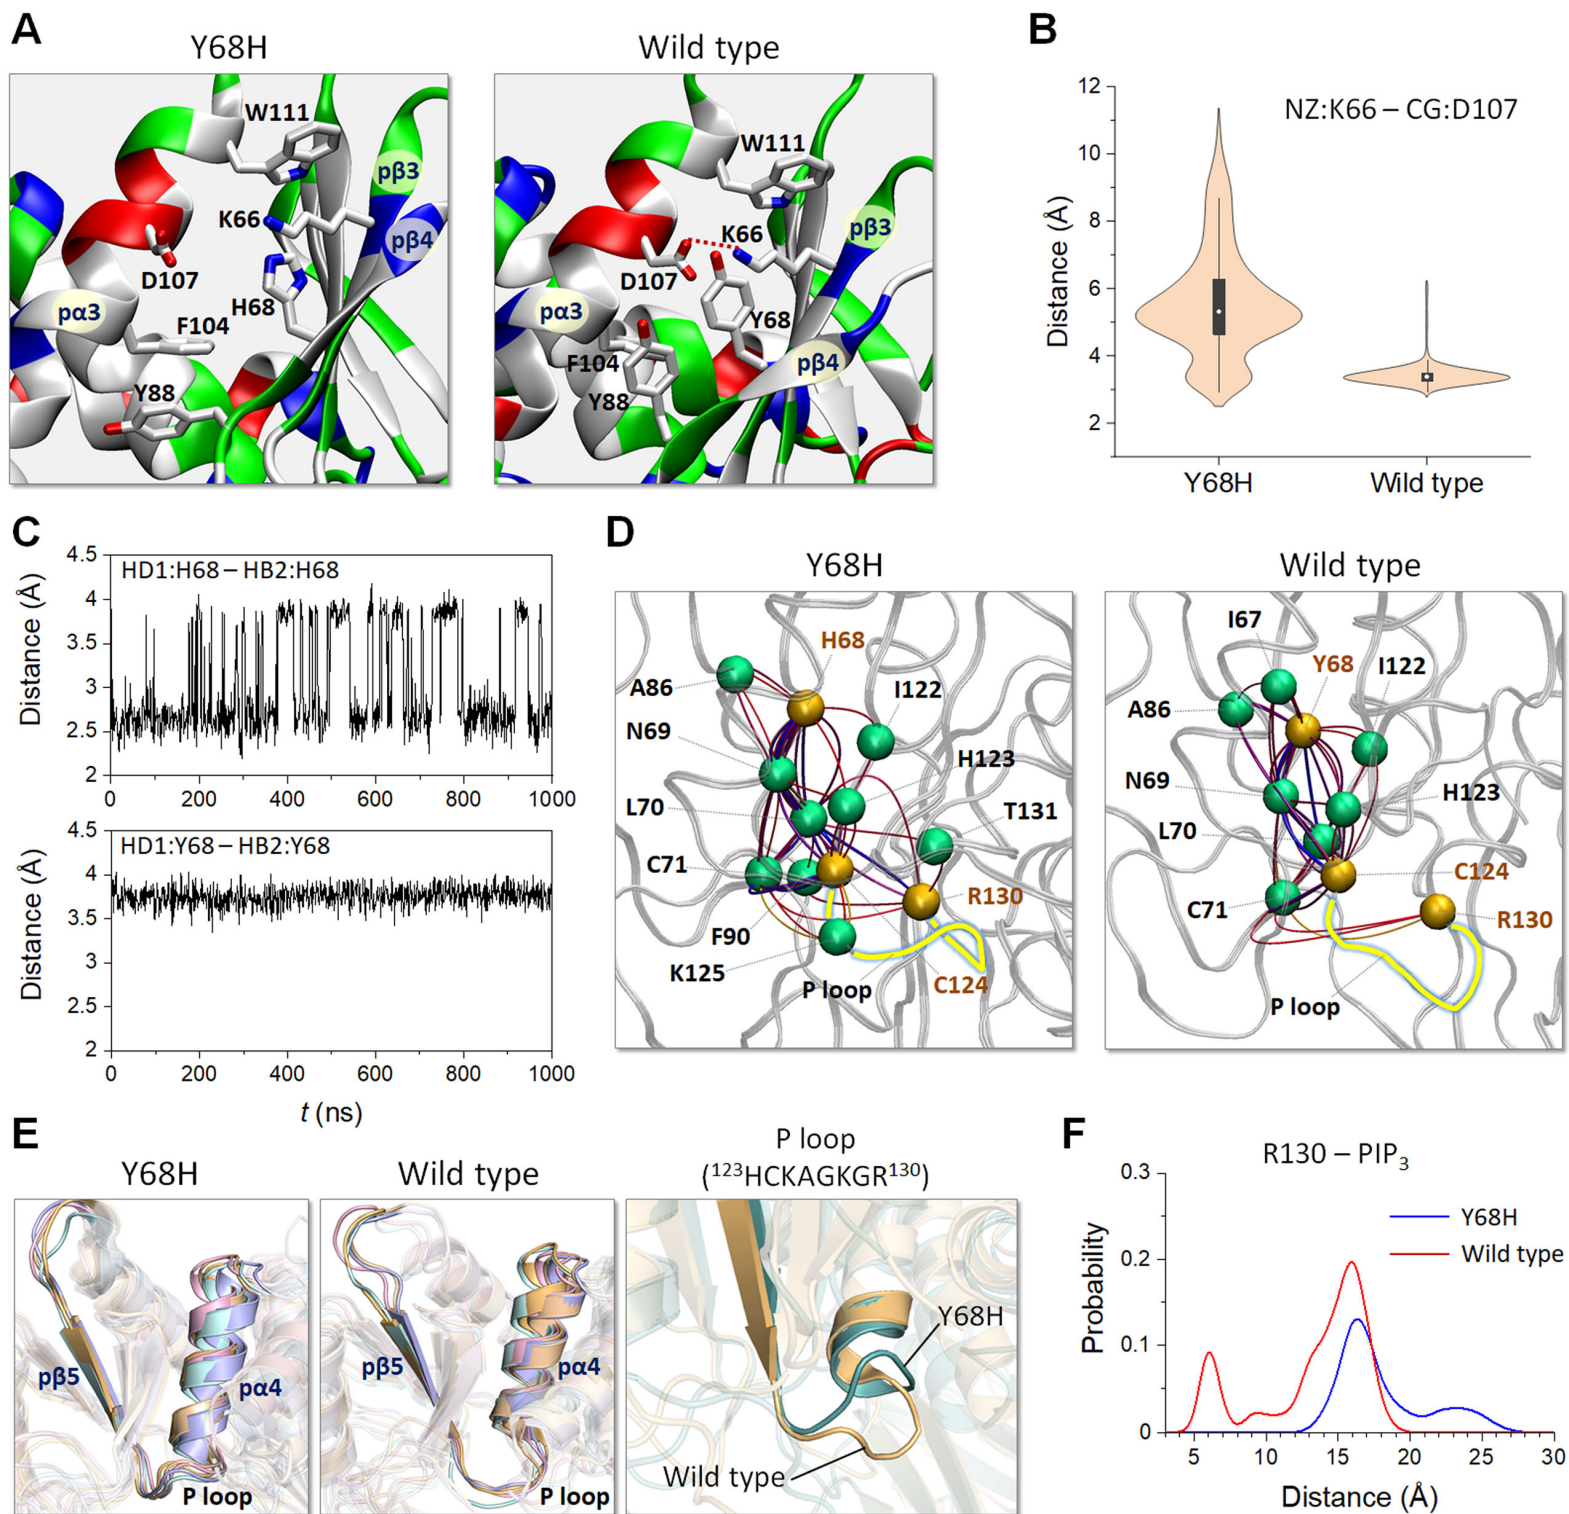 A
Y68H
Wild type
W111
pβ3
K66
pβ4
D107
H68
pα3
F104
Y88
W111
K66
pβ3
D107
pα3
Y68
F104
pβ4
Y88
B
NZ:K66 – CG:D107
Distance (Å)
12
10
8
6
4
2
Y68H
Wild type
C
HD1:H68 – HB2:H68
Distance (Å)
4.5
4
3.5
3
2.5
2
0
200
400
600
800
1000
HD1:Y68 – HB2:Y68
Distance (Å)
4.5
4
3.5
3
2.5
2
0
200
400
600
800
1000
t (ns)
D
Y68H
Wild type
H68
A86
I122
N69
H123
L70
T131
C71
R130
F90
K125
P loop
C124
I67
Y68
I122
A86
N69
H123
L70
C124
C71
R130
P loop
E
Y68H
Wild type
P loop
(¹²³HCKAGKGR¹³⁰)
pβ5
pα4
P loop
pβ5
pα4
P loop
Y68H
Wild type
F
R130 – PIP₃
Probability
0.3
0.2
0.1
0
Y68H
Wild type
5
10
15
20
25
30
Distance (Å)